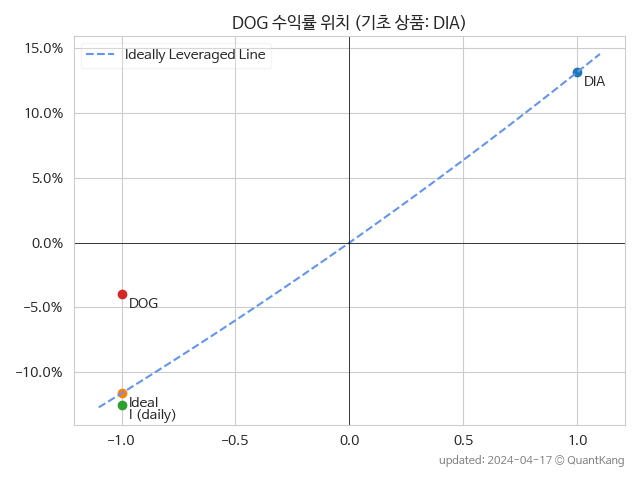 DOG 수익률 위치 (기초 상품: DIA)
15.0%
Ideally Leveraged Line
DIA
10.0%
5.0%
0.0%
DOG
−5.0%
−10.0%
Ideal
I (daily)
−1.0
−0.5
0.0
0.5
1.0
updated: 2024-04-17 © QuantKang